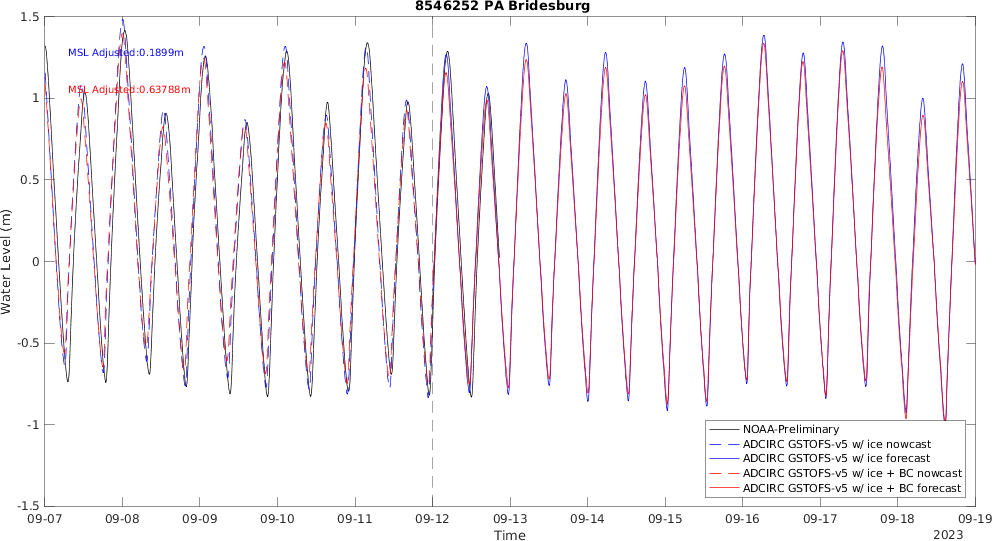 8546252 PA Bridesburg
MSL Adjusted:0.1899m
MSL Adjusted:0.63788m
Water Level (m)
1.5
1
0.5
0
-0.5
-1
-1.5
NOAA-Preliminary
ADCIRC GSTOFS-v5 w/ ice nowcast
ADCIRC GSTOFS-v5 w/ ice forecast
ADCIRC GSTOFS-v5 w/ ice + BC nowcast
ADCIRC GSTOFS-v5 w/ ice + BC forecast
09-07 09-08 09-09 09-10 09-11 09-12 09-13 09-14 09-15 09-16 09-17 09-18 09-19
Time
2023